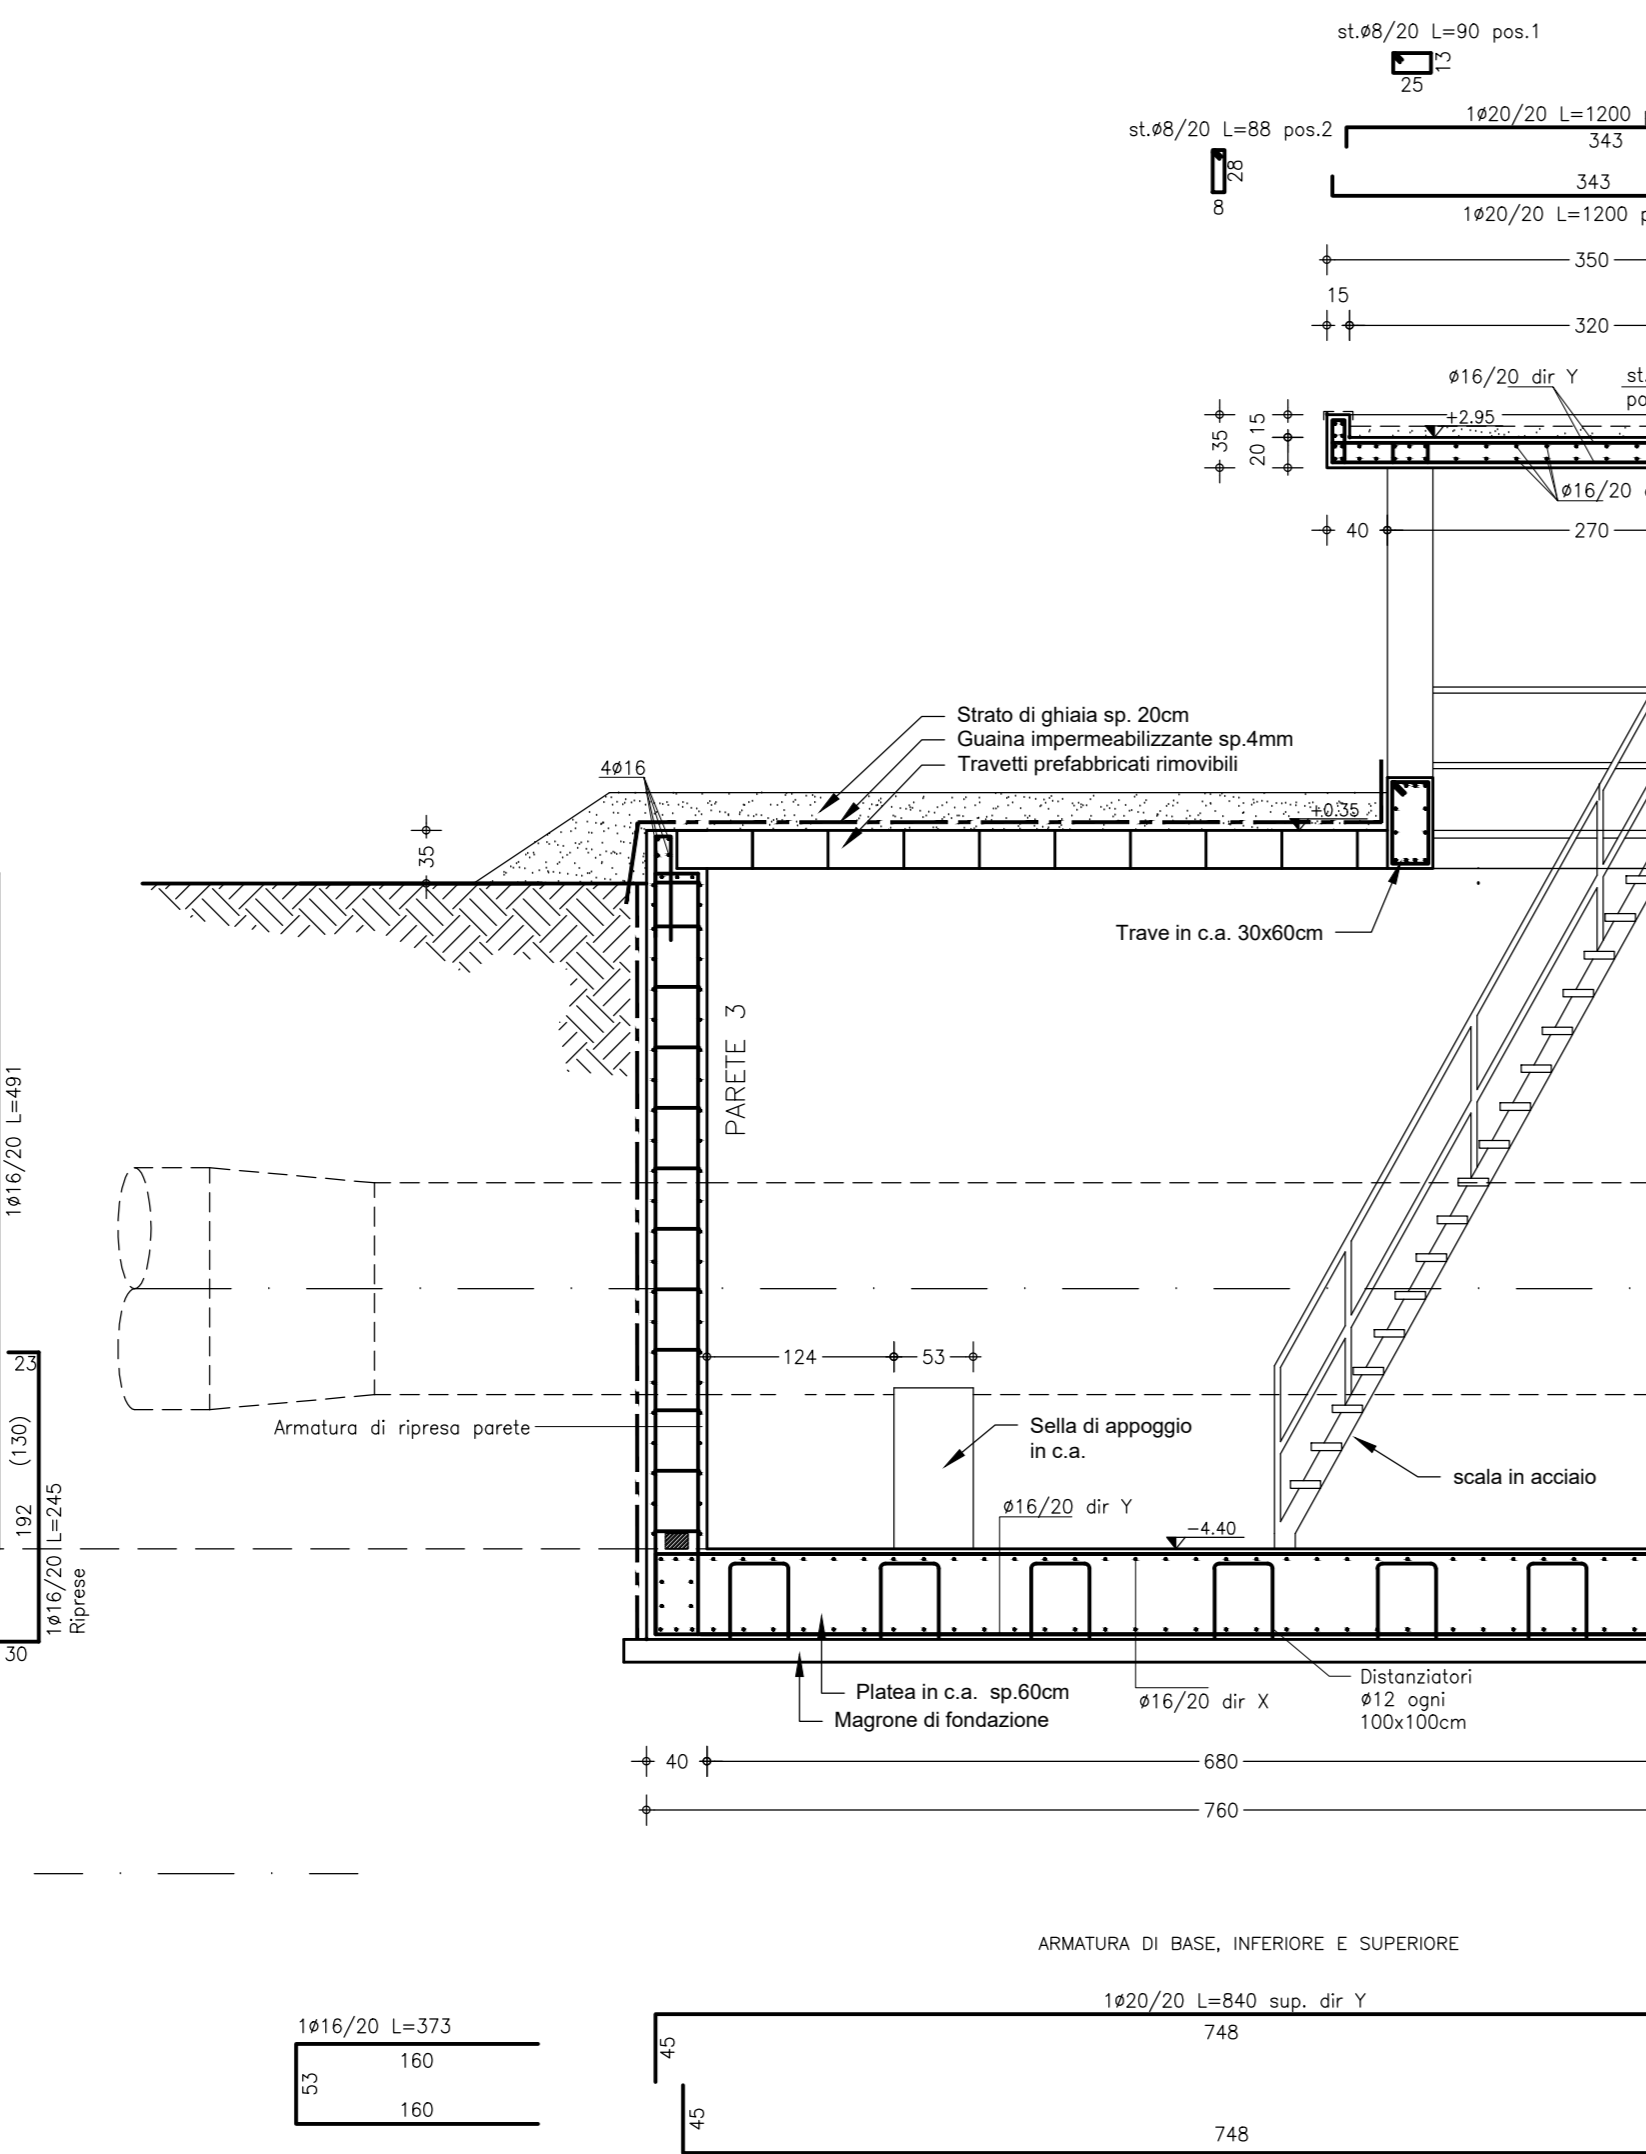 st.ø8/20 L=90 pos.1
13
25
1ø20/20 L=1200
343
st.ø8/20 L=88 pos.2
28
8
343
1ø20/20 L=1200
350
15
320
ø16/20 dir Y
st.
+2.95
35
20 15
ø16/20
40
270
Strato di ghiaia sp. 20cm
Guaina impermeabilizzante sp.4mm
Travetti prefabbricati rimovibili
4ø16
+0.35
35
Trave in c.a. 30x60cm
PARETE 3
1ø16/20 L=491
124
53
23
(130)
192
1ø16/20 L=245
Riprese
30
Armatura di ripresa parete
Sella di appoggio
in c.a.
scala in acciaio
ø16/20 dir Y
-4.40
Platea in c.a. sp.60cm
Magrone di fondazione
ø16/20 dir X
Distanziatori
ø12 ogni
100x100cm
40
680
760
ARMATURA DI BASE, INFERIORE E SUPERIORE
1ø20/20 L=840 sup. dir Y
748
45
1ø16/20 L=373
160
53
160
45
748